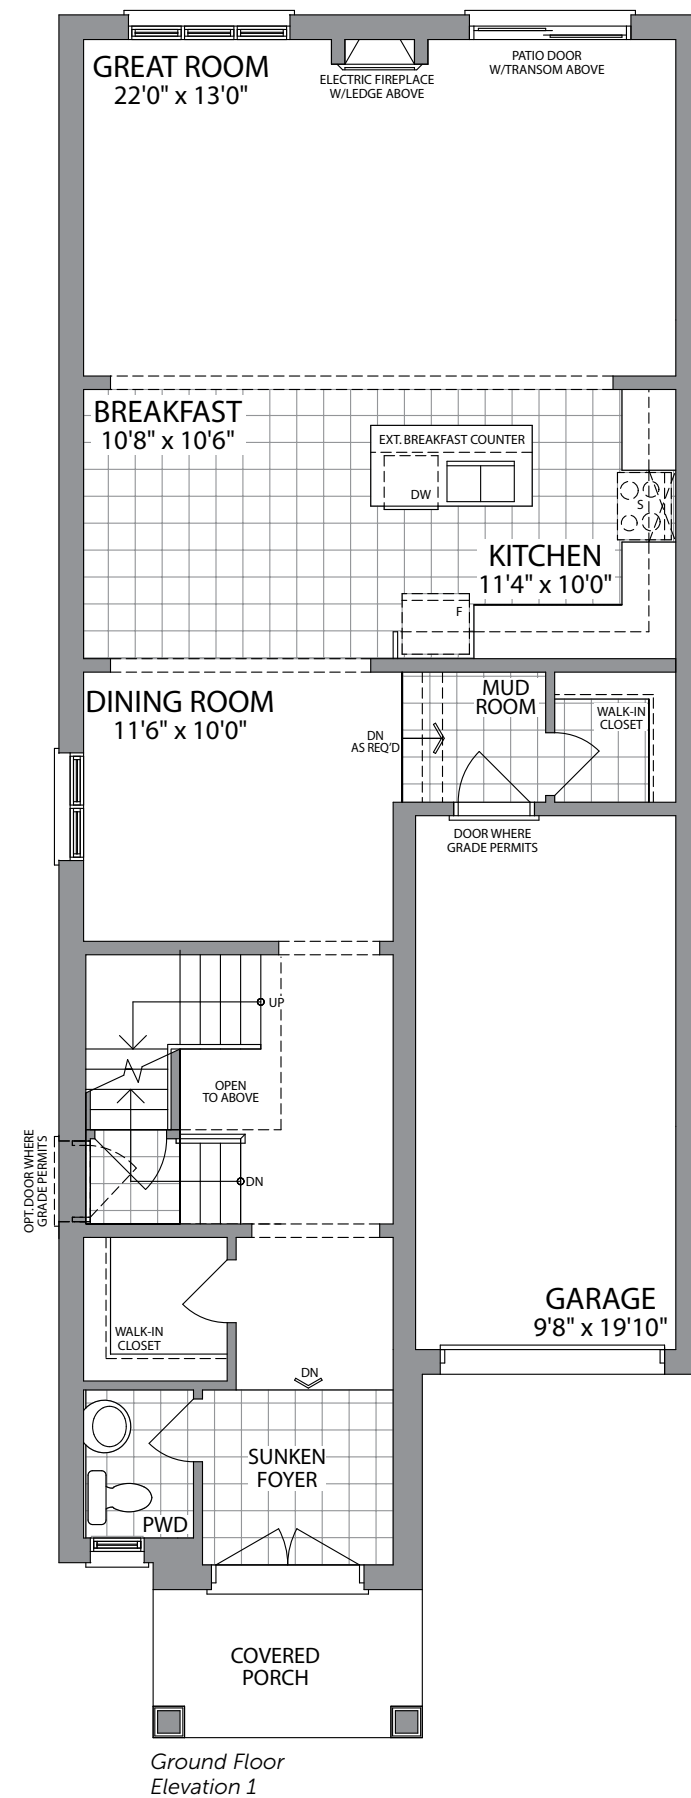 GREAT ROOM
22'0" x 13'0"
ELECTRIC FIREPLACE
W/LEDGE ABOVE
PATIO DOOR
W/TRANSOM ABOVE
BREAKFAST
10'8" x 10'6"
EXT. BREAKFAST COUNTER
DW
S
KITCHEN
11'4" x 10'0"
F
DINING ROOM
11'6" x 10'0"
MUD
ROOM
DN
AS REQ'D
WALK-IN
CLOSET
DOOR WHERE
GRADE PERMITS
UP
OPEN
TO ABOVE
OPT. DOOR WHERE
GRADE PERMITS
DN
GARAGE
9'8" x 19'10"
WALK-IN
CLOSET
DN
SUNKEN
FOYER
PWD
COVERED
PORCH
Ground Floor
Elevation 1